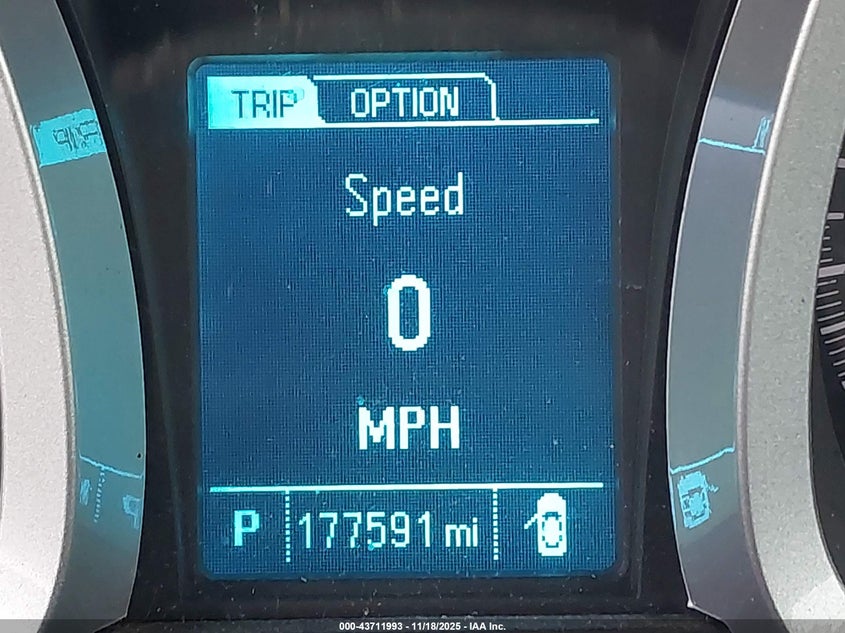 TRIP OPTION
Speed
0
MPH
P 177591 mi
000-43711993 - 11/18/2025 - IAA Inc.